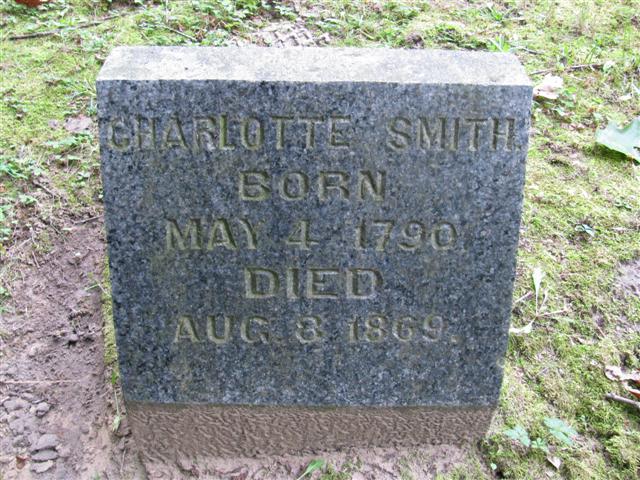 CHARLOTTE SMITH.
BORN
MAY 4 1790.
DIED
AUG. 8 1869.